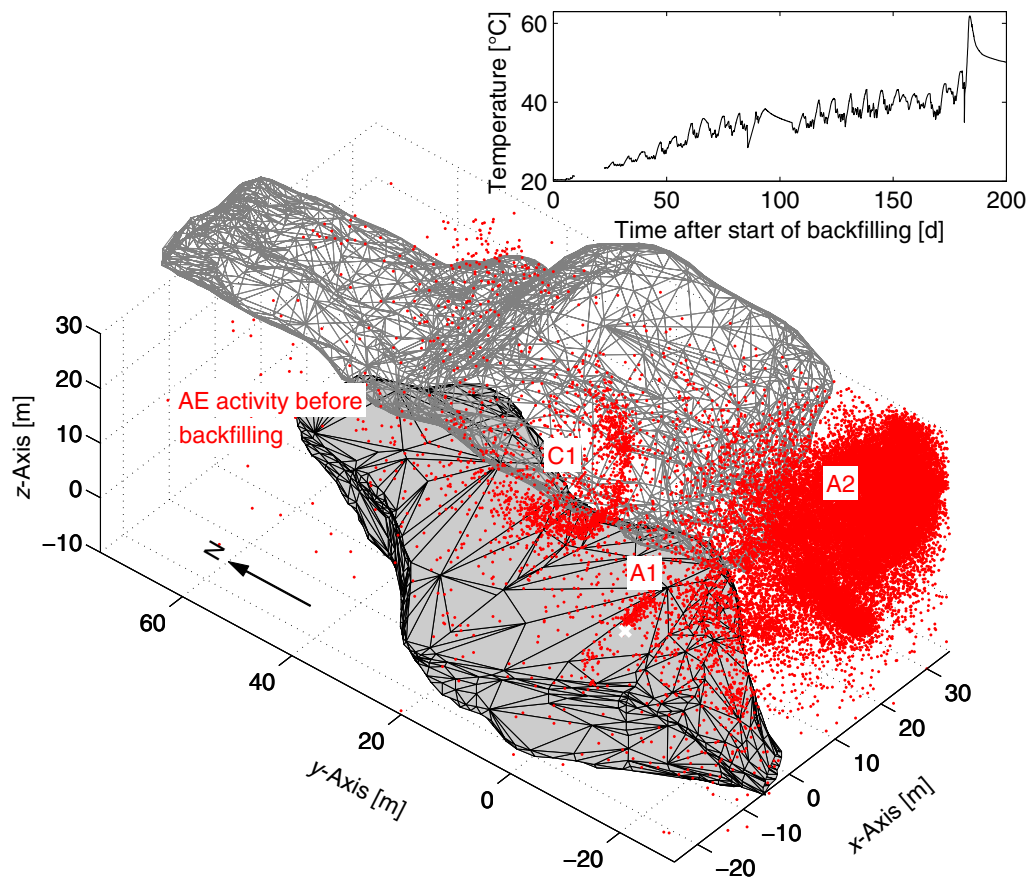 60
40
20
Temperature [°C]
0
50
100
150
200
Time after start of backfilling [d]
30
20
10
0
−10
z-Axis [m]
AE activity before
backfilling
C1
A2
A1
N
60
40
20
0
−20
y-Axis [m]
30
20
10
0
−10
−20
x-Axis [m]